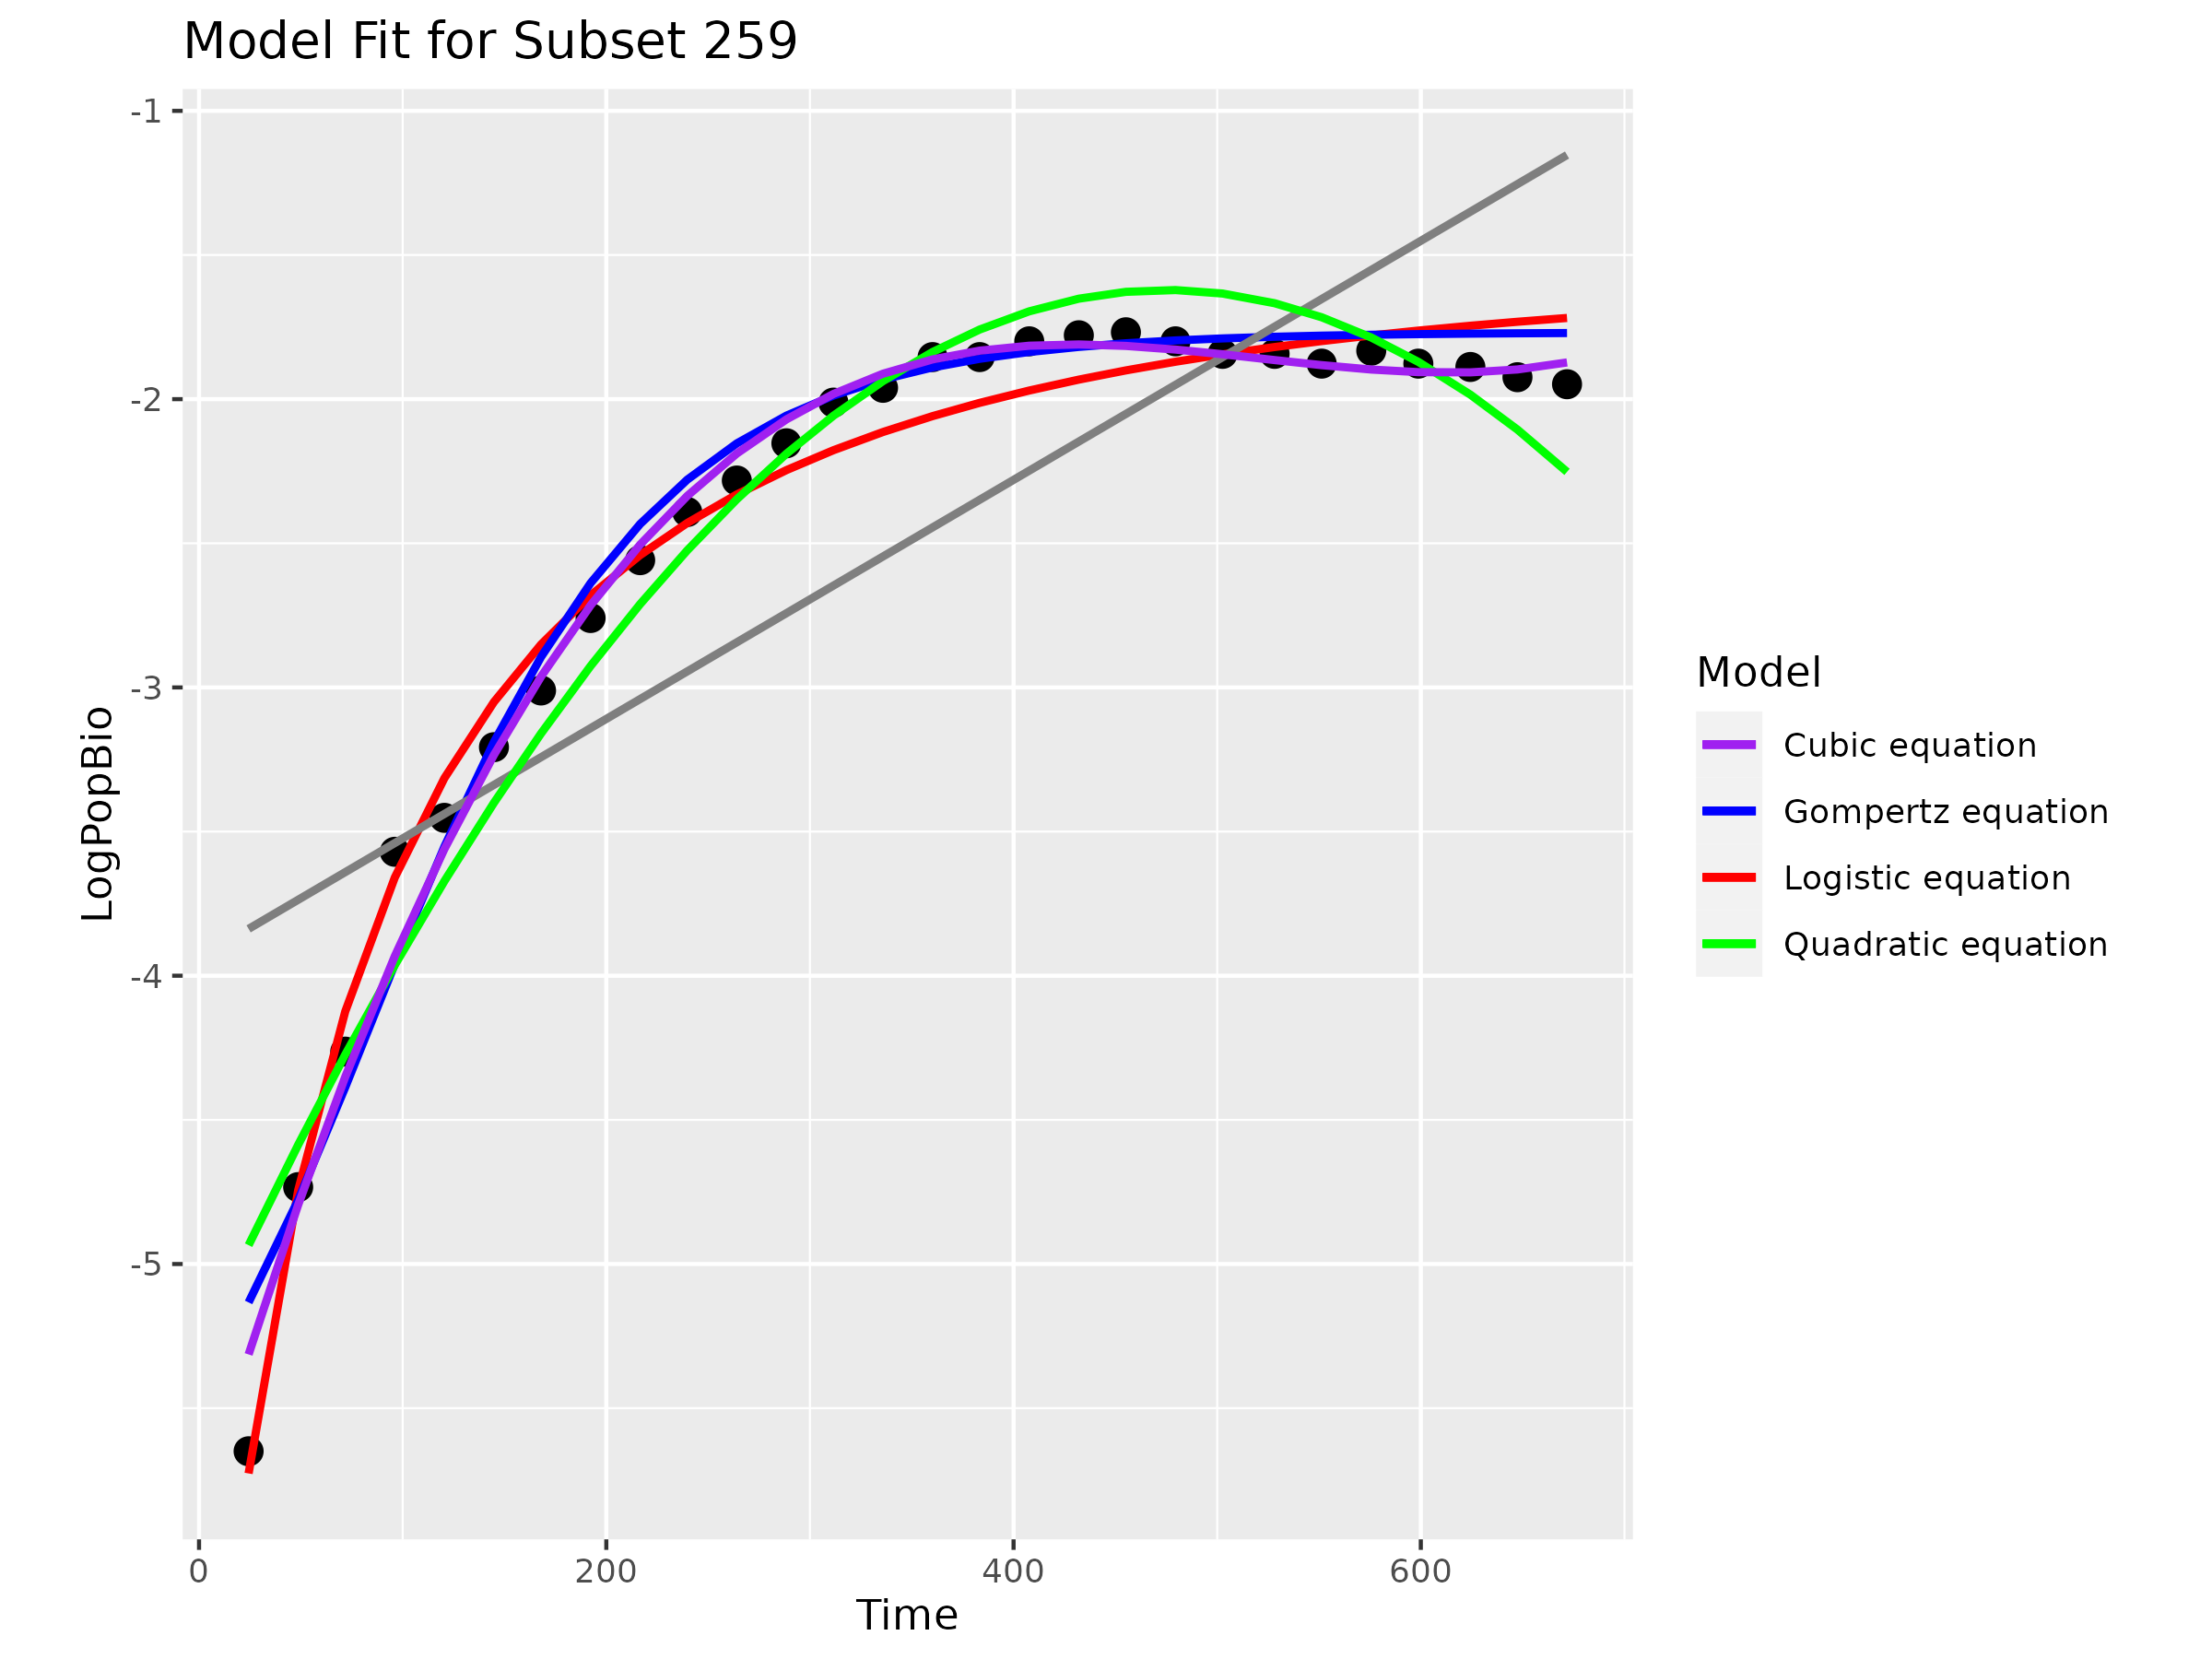 Model Fit for Subset 259
-1
-2
-3
-4
-5
LogPopBio
0
200
400
600
Time
Model
Cubic equation
Gompertz equation
Logistic equation
Quadratic equation